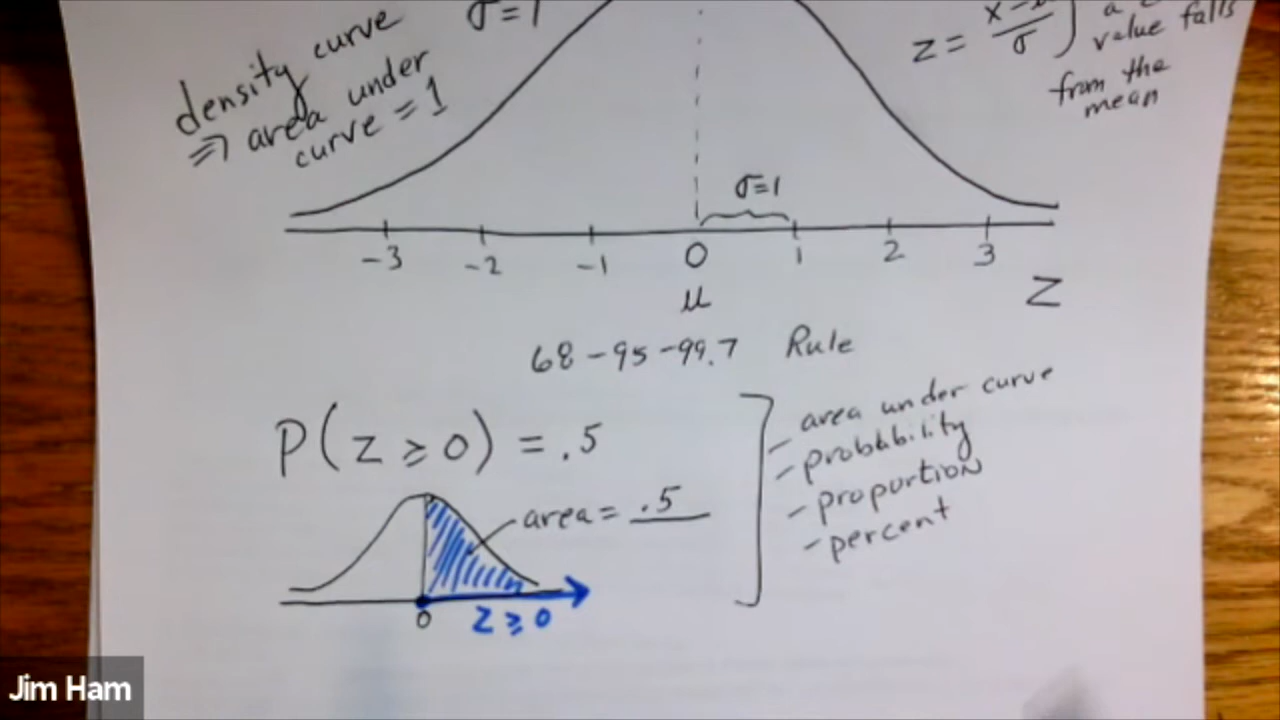 density curve
⇒ area under
curve = 1
σ=1
z =
σ
value falls
from the
mean
σ=1
-3 -2 -1 0 1 2 3
μ
Z
68-95-99.7 Rule
P(Z ≥ 0) = .5
area = .5
0
Z ≥ 0
- area under curve
- probability
- proportion
- percent
Jim Ham